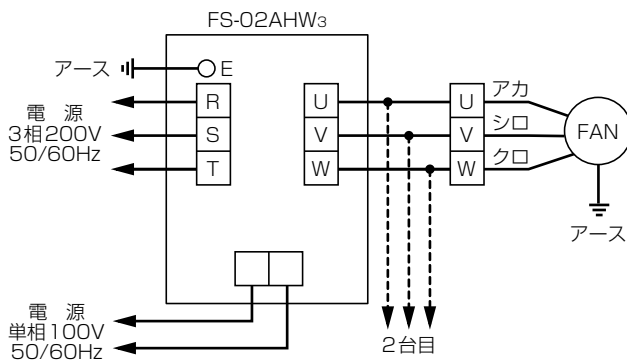 FS-02AHW3
アース
E
電 源
3相200V
50/60Hz
R
S
T
U
V
W
U
V
W
アカ
シロ
クロ
FAN
アース
電 源
単相100V
50/60Hz
2台目